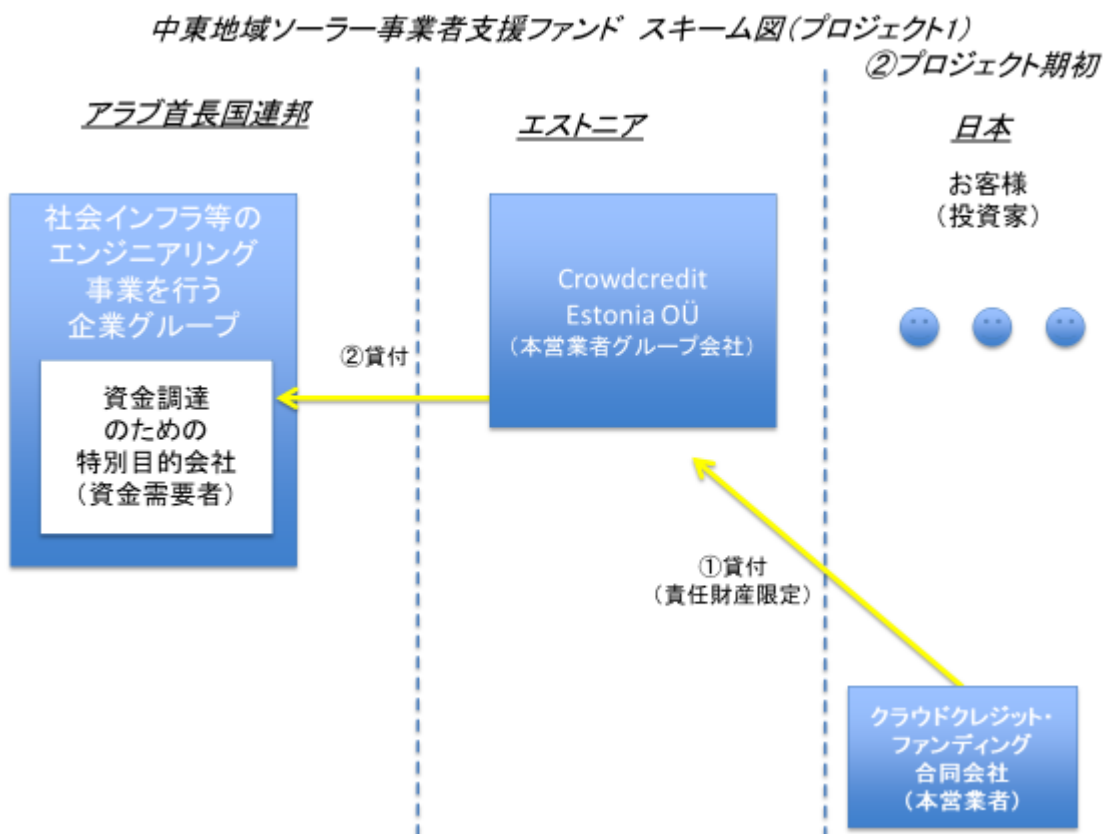 中東地域ソーラー事業者支援ファンド スキーム図(プロジェクト1)
②プロジェクト期初
アラブ首長国連邦
エストニア
日本
お客様
(投資家)
社会インフラ等の
エンジニアリング
事業を行う
企業グループ
資金調達
のための
特別目的会社
(資金需要者)
②貸付
Crowdcredit
Estonia OÜ
(本営業者グループ会社)
①貸付
(責任財産限定)
クラウドクレジット・
ファンディング
合同会社
(本営業者)